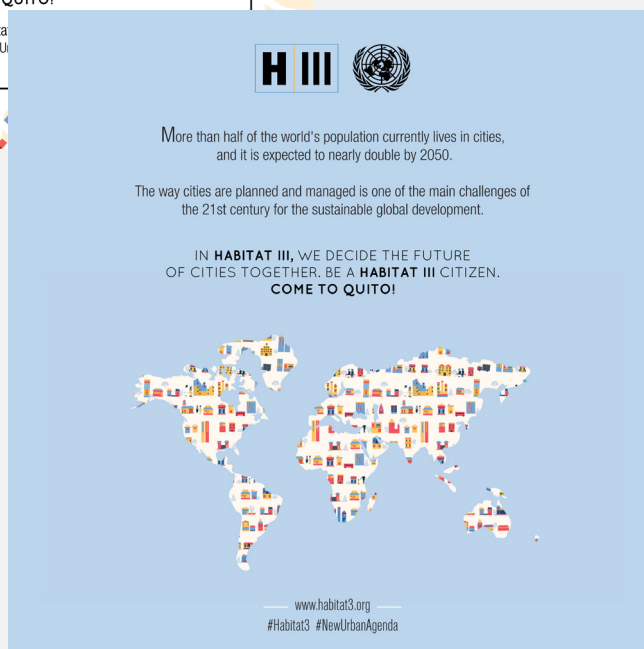 QUITO!
H III
More than half of the world's population currently lives in cities,
and it is expected to nearly double by 2050.
The way cities are planned and managed is one of the main challenges of
the 21st century for the sustainable global development.
IN HABITAT III, WE DECIDE THE FUTURE
OF CITIES TOGETHER. BE A HABITAT III CITIZEN.
COME TO QUITO!
www.habitat3.org
#Habitat3 #NewUrbanAgenda